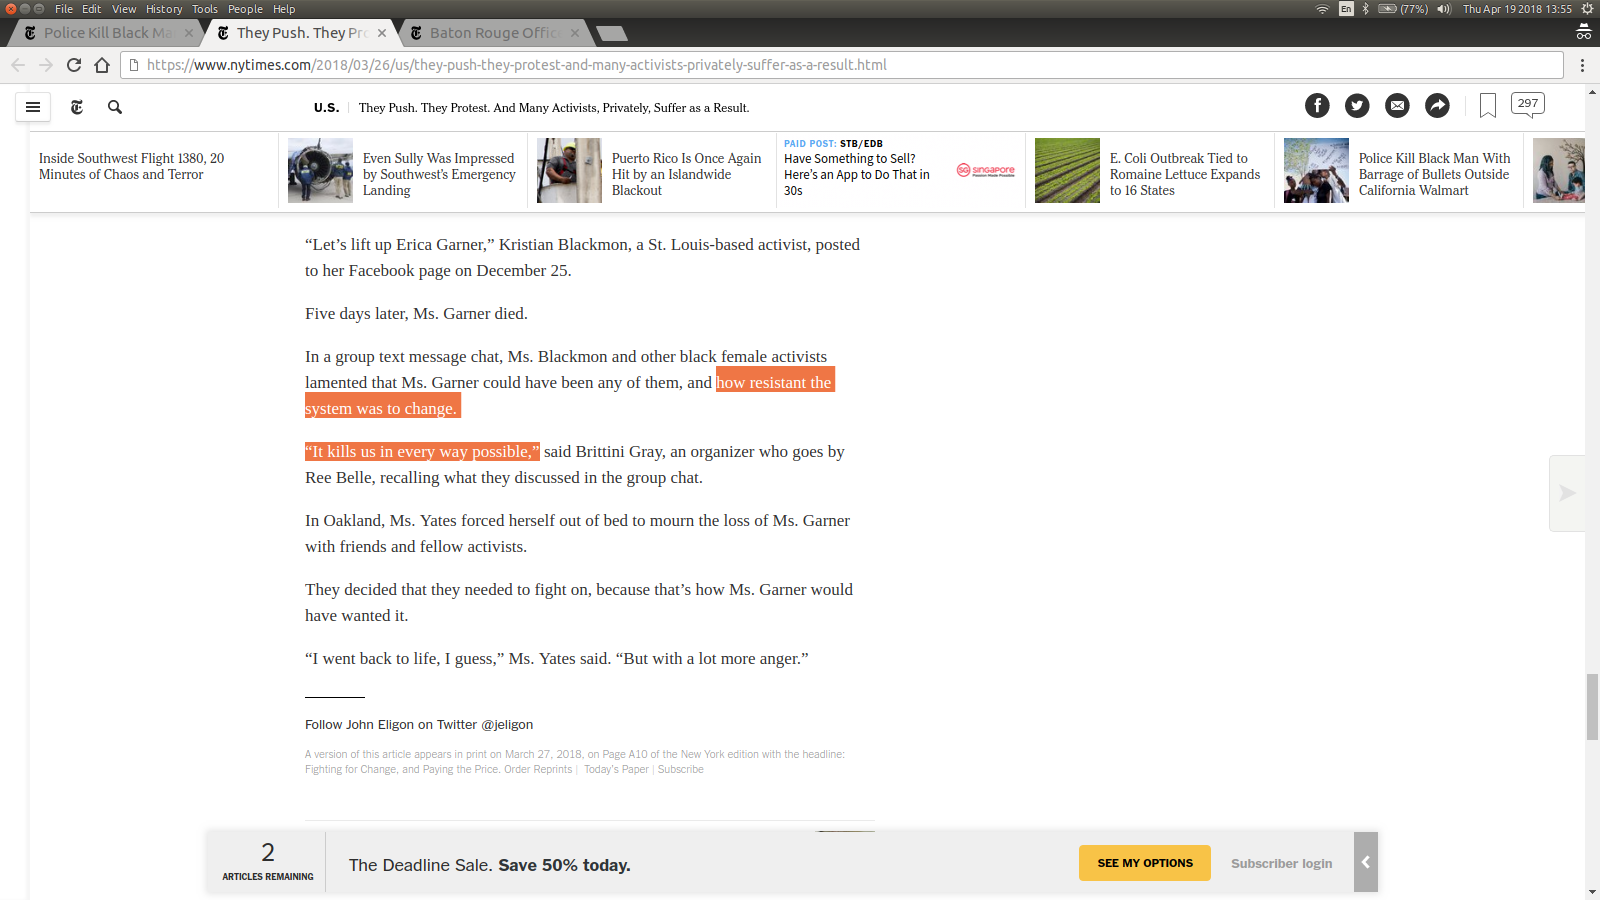 File Edit View History Tools People Help
En (77%) Thu Apr 19 2018 13:55
Police Kill Black Ma
They Push. They Pr
Baton Rouge Offic
https://www.nytimes.com/2018/03/26/us/they-push-they-protest-and-many-activists-privately-suffer-as-a-result.html
U.S. They Push. They Protest. And Many Activists, Privately, Suffer as a Result.
297
Inside Southwest Flight 1380, 20
Minutes of Chaos and Terror
Even Sully Was Impressed
by Southwest's Emergency
Landing
Puerto Rico Is Once Again
Hit by an Islandwide
Blackout
PAID POST: STB/EDB
Have Something to Sell?
Here's an App to Do That in
30s
SG SINGAPORE
Passion Made Possible
E. Coli Outbreak Tied to
Romaine Lettuce Expands
to 16 States
Police Kill Black Man With
Barrage of Bullets Outside
California Walmart
“Let’s lift up Erica Garner,” Kristian Blackmon, a St. Louis-based activist, posted
to her Facebook page on December 25.
Five days later, Ms. Garner died.
In a group text message chat, Ms. Blackmon and other black female activists
lamented that Ms. Garner could have been any of them, and how resistant the
system was to change.
“It kills us in every way possible,” said Brittini Gray, an organizer who goes by
Ree Belle, recalling what they discussed in the group chat.
In Oakland, Ms. Yates forced herself out of bed to mourn the loss of Ms. Garner
with friends and fellow activists.
They decided that they needed to fight on, because that’s how Ms. Garner would
have wanted it.
“I went back to life, I guess,” Ms. Yates said. “But with a lot more anger.”
Follow John Eligon on Twitter @jeligon
A version of this article appears in print on March 27, 2018, on Page A10 of the New York edition with the headline:
Fighting for Change, and Paying the Price. Order Reprints | Today's Paper | Subscribe
2
ARTICLES REMAINING
The Deadline Sale. Save 50% today.
SEE MY OPTIONS
Subscriber login